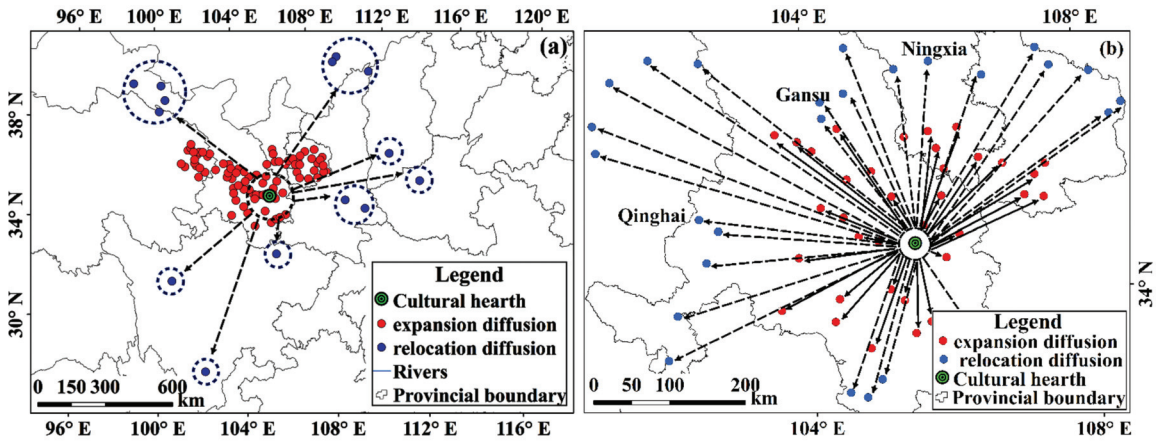 96° E 100° E 104° E 108° E 112° E 116° E
(a)
38° N
34° N
30° N
Legend
Cultural hearth
expansion diffusion
relocation diffusion
Rivers
Provincial boundary
0 150 300 600
km
96° E 100° E 104° E 108° E 112° E
104° E 108° E
(b)
Ningxia
Gansu
Qinghai
34° N
Legend
expansion diffusion
relocation diffusion
Cultural hearth
Provincial boundary
0 50 100 200
km
104° E 108° E